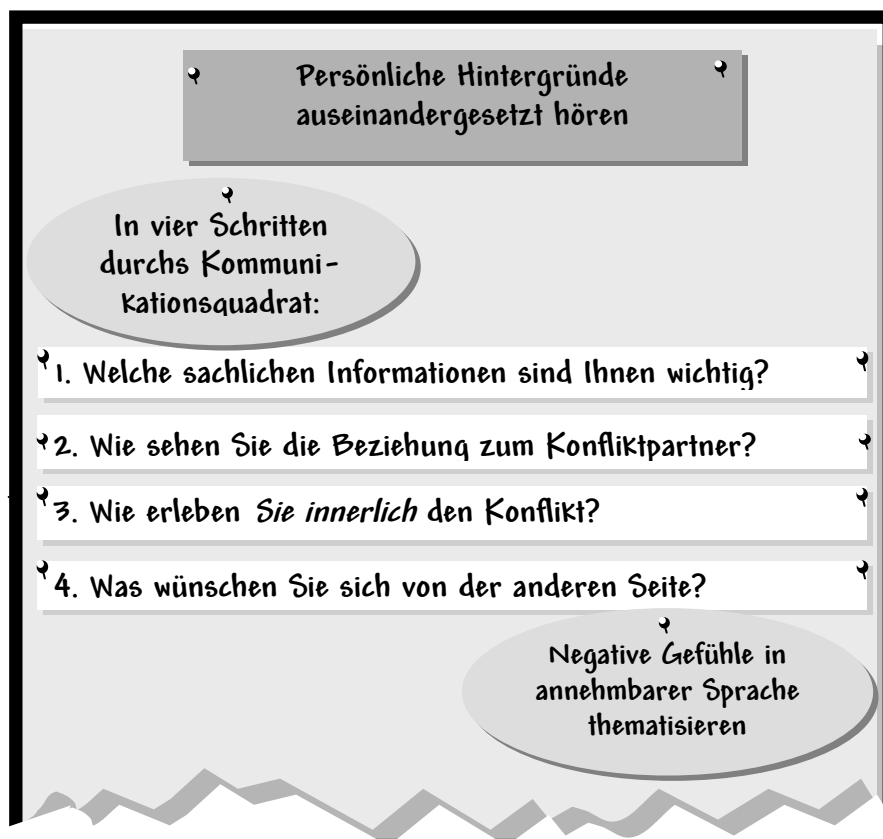 Persönliche Hintergründe
auseinandergesetzt hören
In vier Schritten
durchs Kommuni-
kationsquadrat:
1. Welche sachlichen Informationen sind Ihnen wichtig?
2. Wie sehen Sie die Beziehung zum Konfliktpartner?
3. Wie erleben Sie innerlich den Konflikt?
4. Was wünschen Sie sich von der anderen Seite?
Negative Gefühle in
annehmbarer Sprache
thematisieren